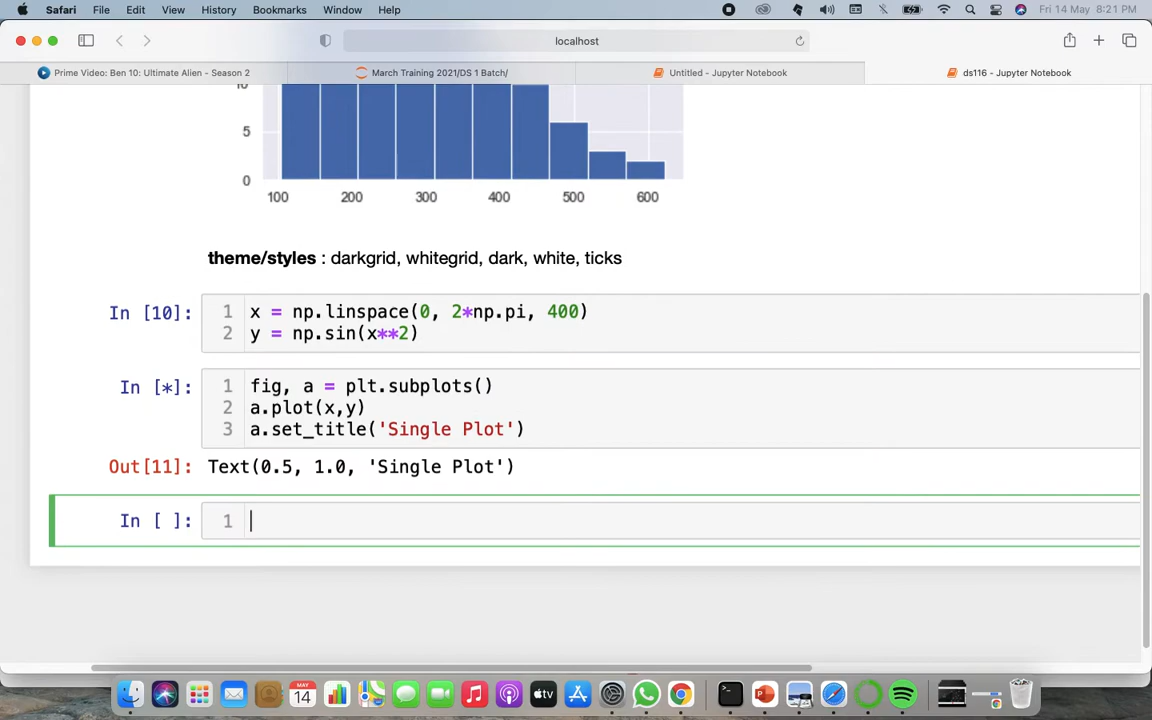 Safari File Edit View History Bookmarks Window Help Fri 14 May 8:21 PM
localhost
Prime Video: Ben 10: Ultimate Alien - Season 2 March Training 2021/DS 1 Batch/ Untitled - Jupyter Notebook ds116 - Jupyter Notebook
10
5
0
100 200 300 400 500 600
theme/styles : darkgrid, whitegrid, dark, white, ticks
In [10]: 1 x = np.linspace(0, 2*np.pi, 400)
2 y = np.sin(x**2)
In [*]: 1 fig, a = plt.subplots()
2 a.plot(x,y)
3 a.set_title('Single Plot')
Out[11]: Text(0.5, 1.0, 'Single Plot')
In [ ]: 1
MAY
14
tv